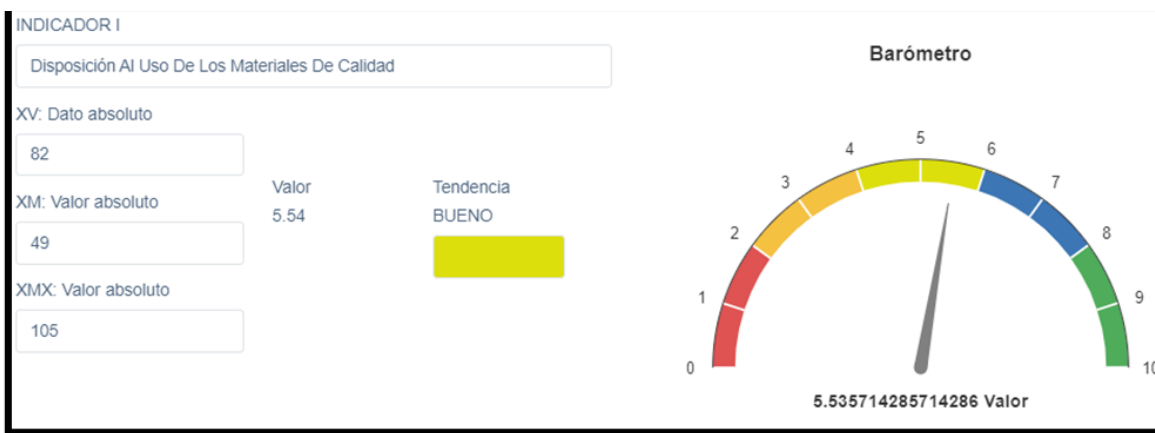 INDICADOR I
Disposición Al Uso De Los Materiales De Calidad
XV: Dato absoluto
82
XM: Valor absoluto
49
XMX: Valor absoluto
105
Valor
5.54
Tendencia
BUENO
Barómetro
0
1
2
3
4
5
6
7
8
9
10
5.535714285714286 Valor